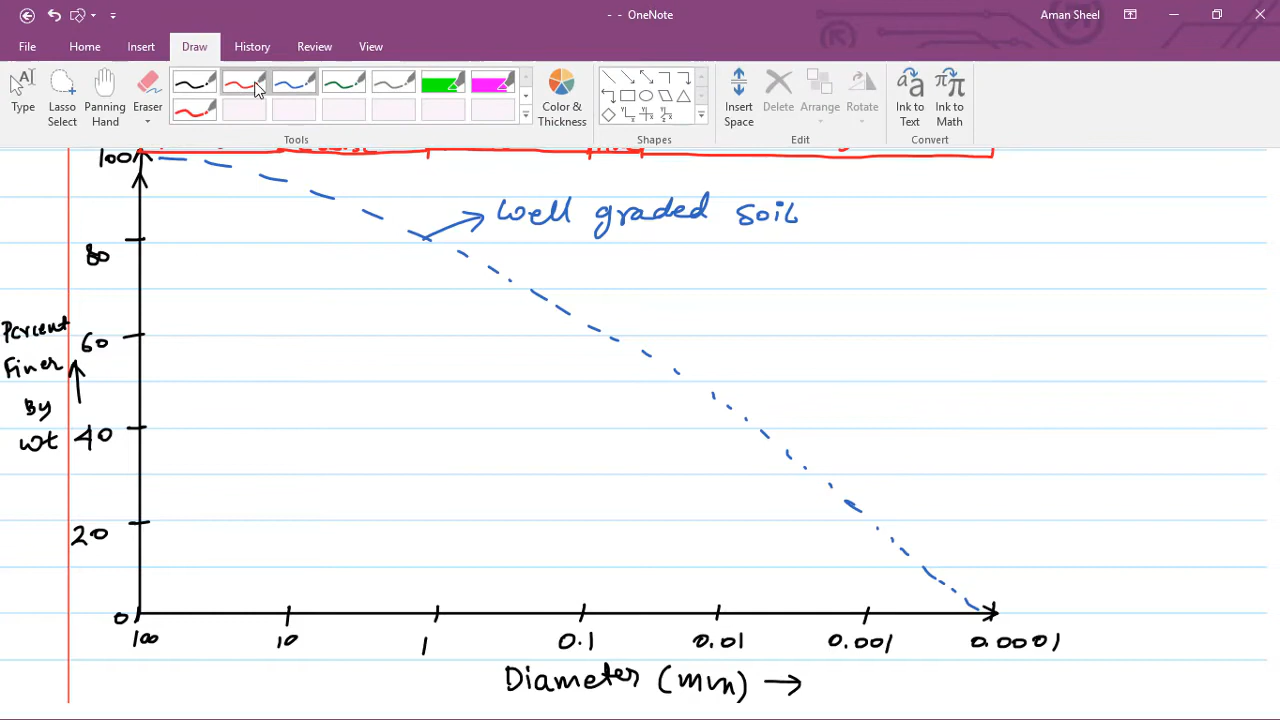 - - OneNote
Aman Sheel
File Home Insert Draw History Review View
Type
Lasso Select
Panning Hand
Eraser
Color & Thickness
Insert Space
Delete
Arrange
Rotate
Ink to Text
Ink to Math
Tools
Shapes
Edit
Convert
100
well graded soil
80
60
40
20
0
Percent
Finer
By
wt
100 10 1 0.1 0.01 0.001 0.0001
Diameter (mm) →